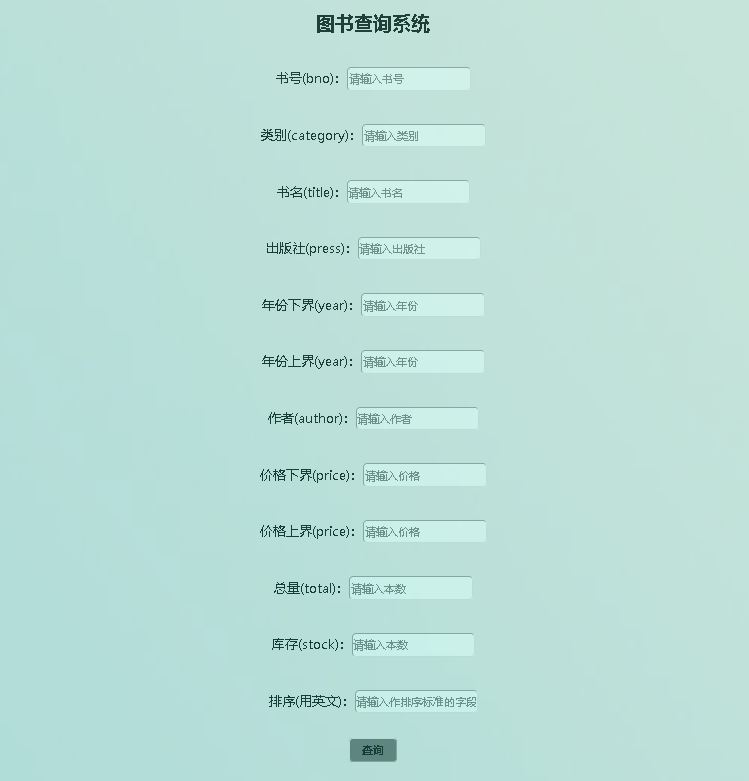 图书查询系统
书号(bno)： 请输入书号
类别(category)： 请输入类别
书名(title)： 请输入书名
出版社(press)： 请输入出版社
年份下界(year)： 请输入年份
年份上界(year)： 请输入年份
作者(author)： 请输入作者
价格下界(price)： 请输入价格
价格上界(price)： 请输入价格
总量(total)： 请输入本数
库存(stock)： 请输入本数
排序(用英文)： 请输入作排序标准的字段
查询